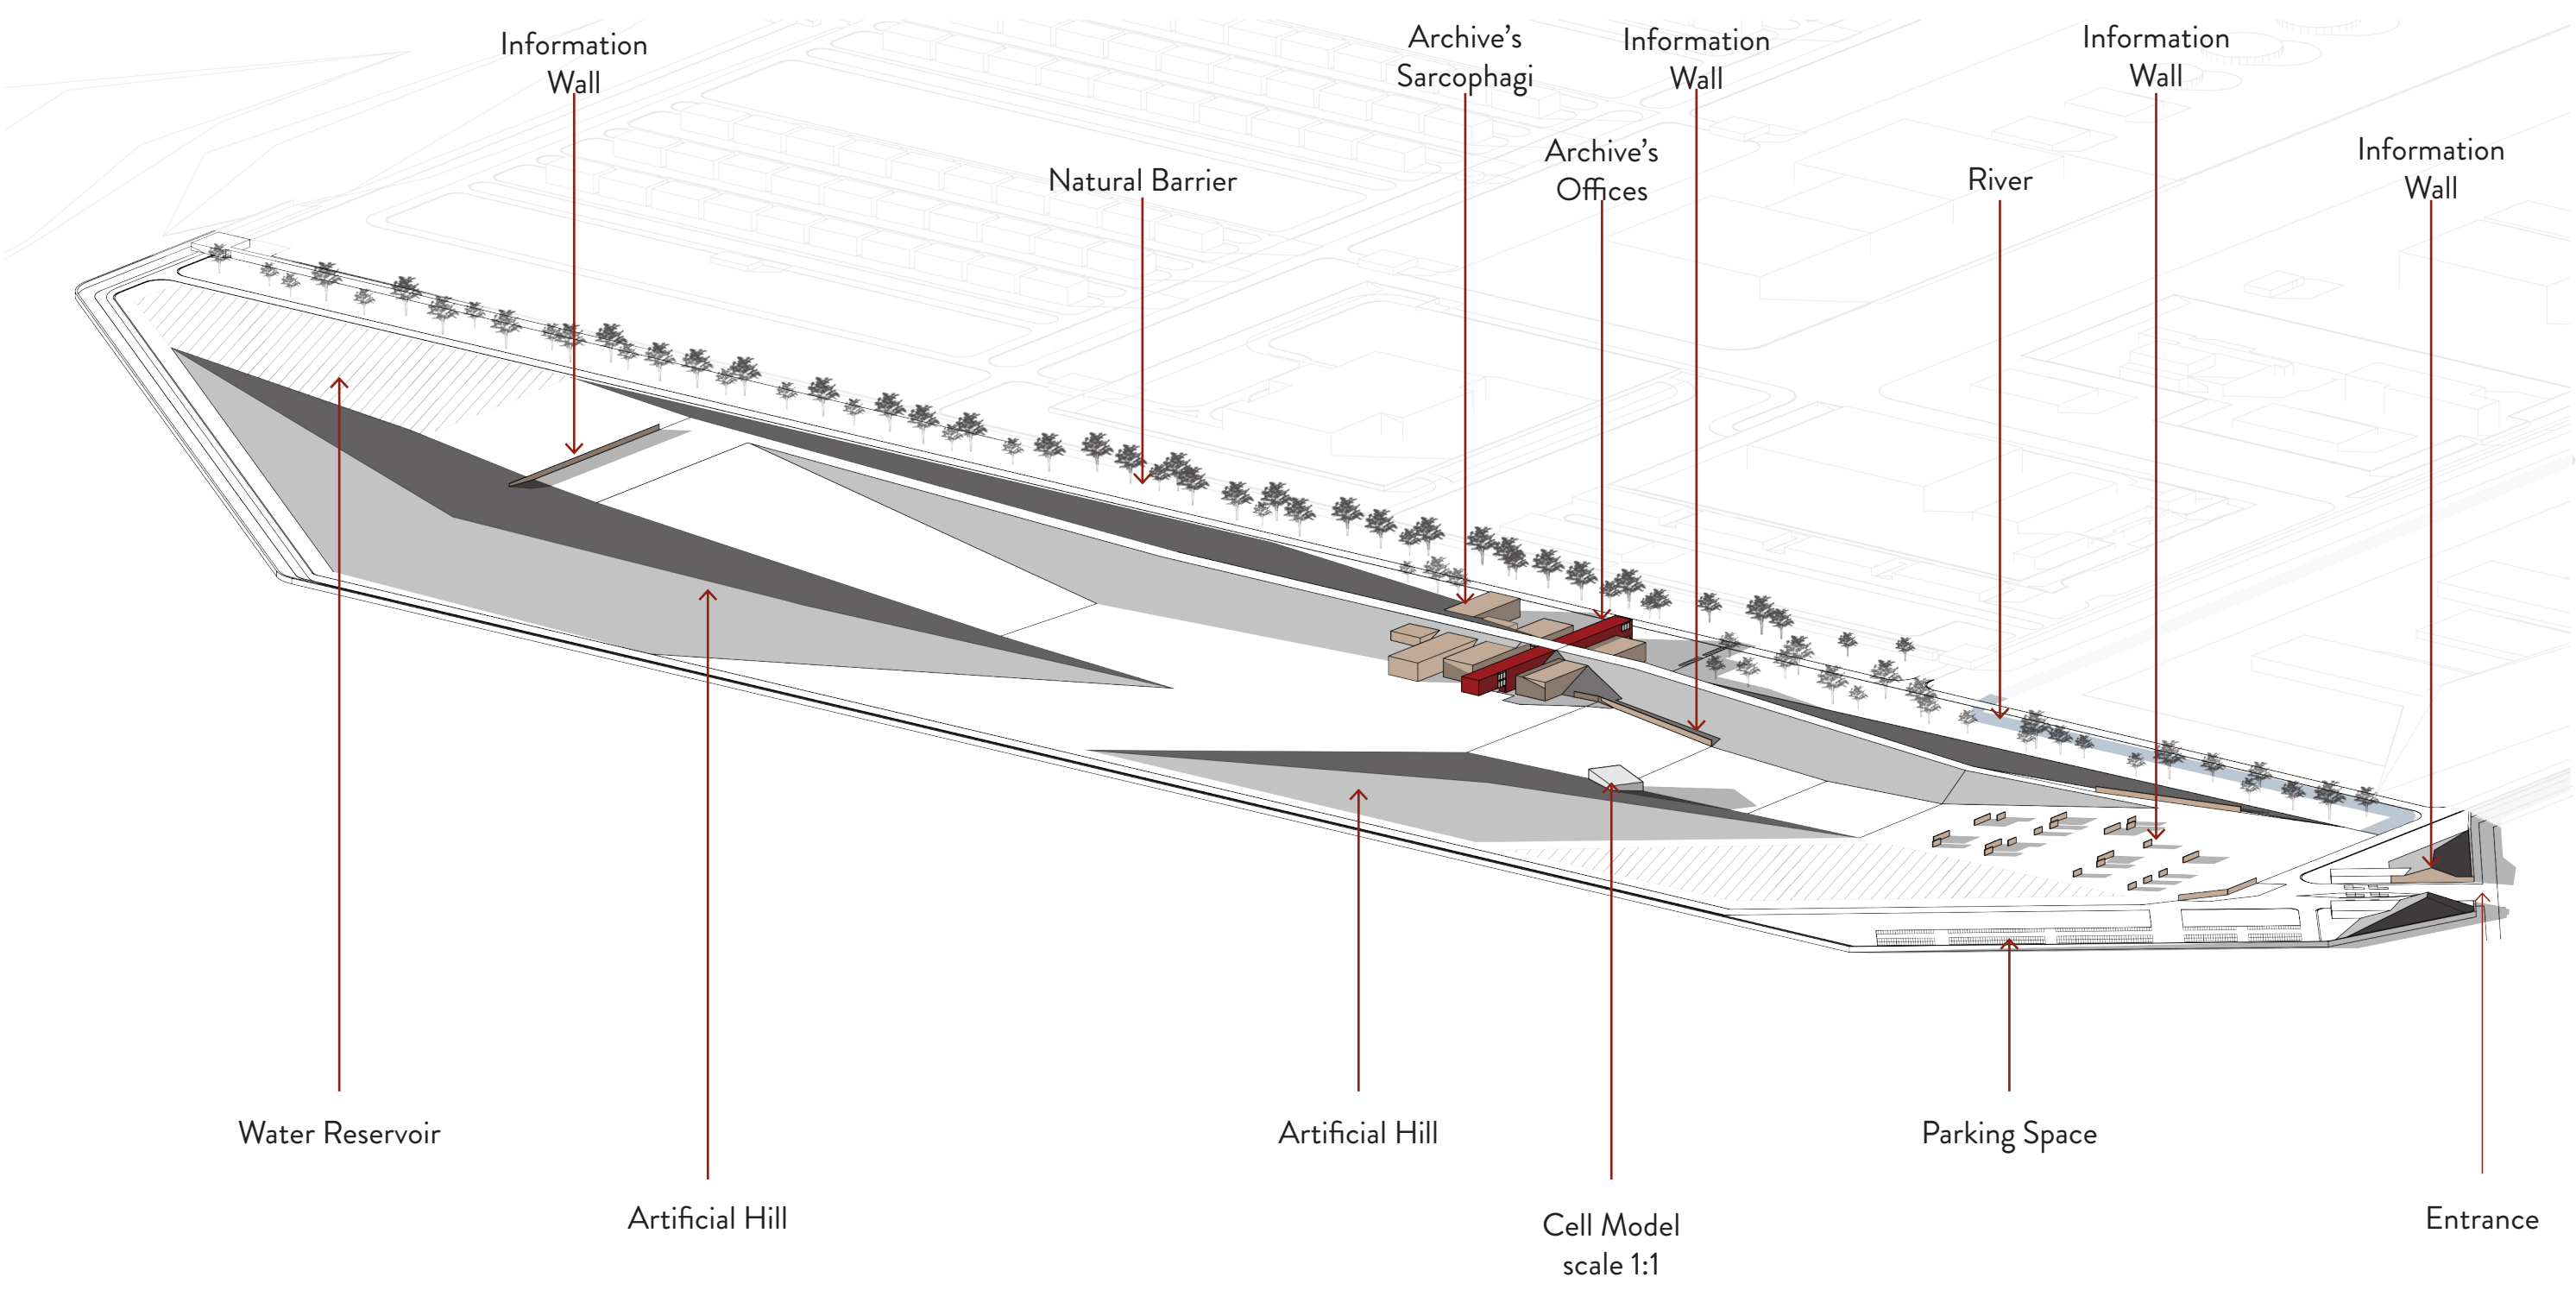 Information
Wall
Archive's
Sarcophagi
Information
Wall
Information
Wall
Natural Barrier
Archive's
Offices
River
Information
Wall
Water Reservoir
Artificial Hill
Parking Space
Artificial Hill
Cell Model
scale 1:1
Entrance